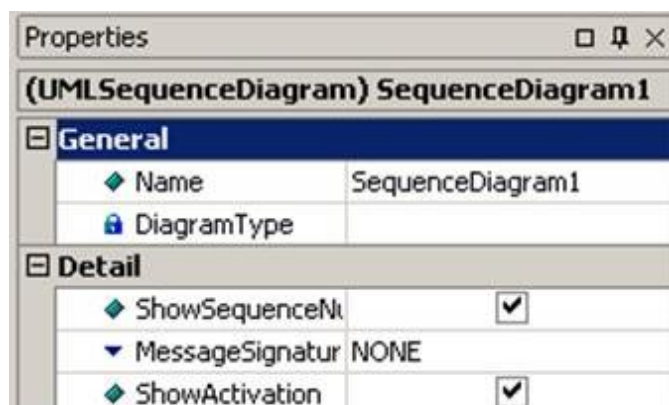 Properties
(UMLSequenceDiagram) SequenceDiagram1
General
Name SequenceDiagram1
DiagramType
Detail
ShowSequenceNu
MessageSignatur NONE
ShowActivation